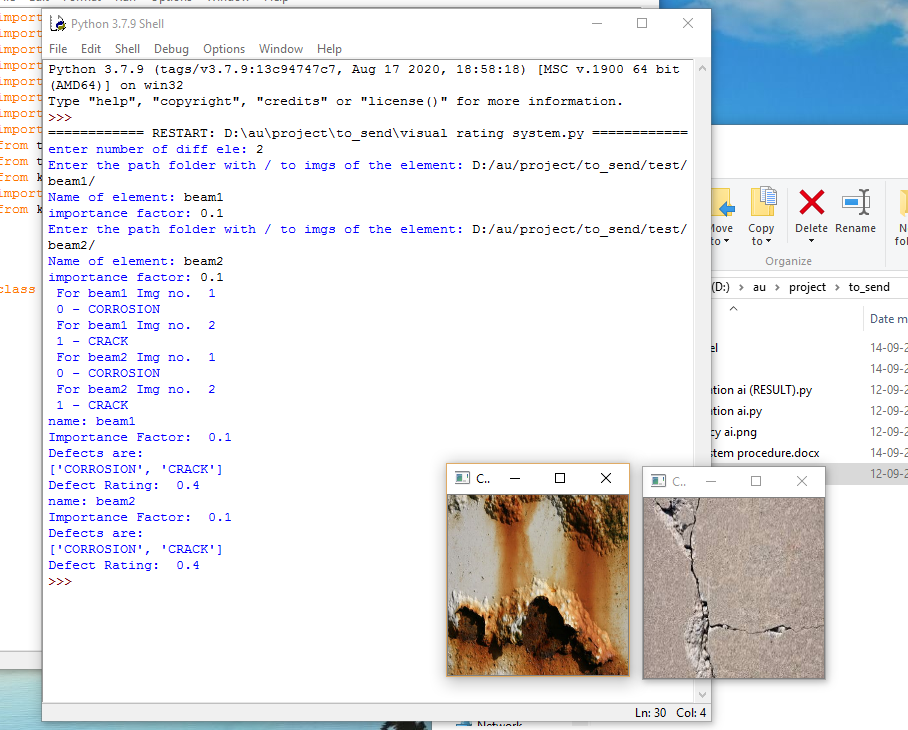 Python 3.7.9 Shell
File Edit Shell Debug Options Window Help
Python 3.7.9 (tags/v3.7.9:13c94747c7, Aug 17 2020, 18:58:18) [MSC v.1900 64 bit
(AMD64)] on win32
Type "help", "copyright", "credits" or "license()" for more information.
>>>
============ RESTART: D:\au\project\to_send\visual rating system.py ============
enter number of diff ele: 2
Enter the path folder with / to imgs of the element: D:/au/project/to_send/test/
beam1/
Name of element: beam1
importance factor: 0.1
Enter the path folder with / to imgs of the element: D:/au/project/to_send/test/
beam2/
Name of element: beam2
importance factor: 0.1
For beam1 Img no. 1
0 - CORROSION
For beam1 Img no. 2
1 - CRACK
For beam2 Img no. 1
0 - CORROSION
For beam2 Img no. 2
1 - CRACK
name: beam1
Importance Factor: 0.1
Defects are:
['CORROSION', 'CRACK']
Defect Rating: 0.4
name: beam2
Importance Factor: 0.1
Defects are:
['CORROSION', 'CRACK']
Defect Rating: 0.4
>>>
Ln: 30 Col: 4
C..
C..
import
import
import
import
import
import
import
import
from t
from t
from k
import
from k
class
Copy
to
Delete
Rename
to
Organize
(D:) > au > project > to_send
Date m
14-09-2
14-09-2
ation ai (RESULT).py 12-09-2
ation ai.py 12-09-2
cy ai.png 12-09-2
stem procedure.docx 14-09-2
12-09-2
Network